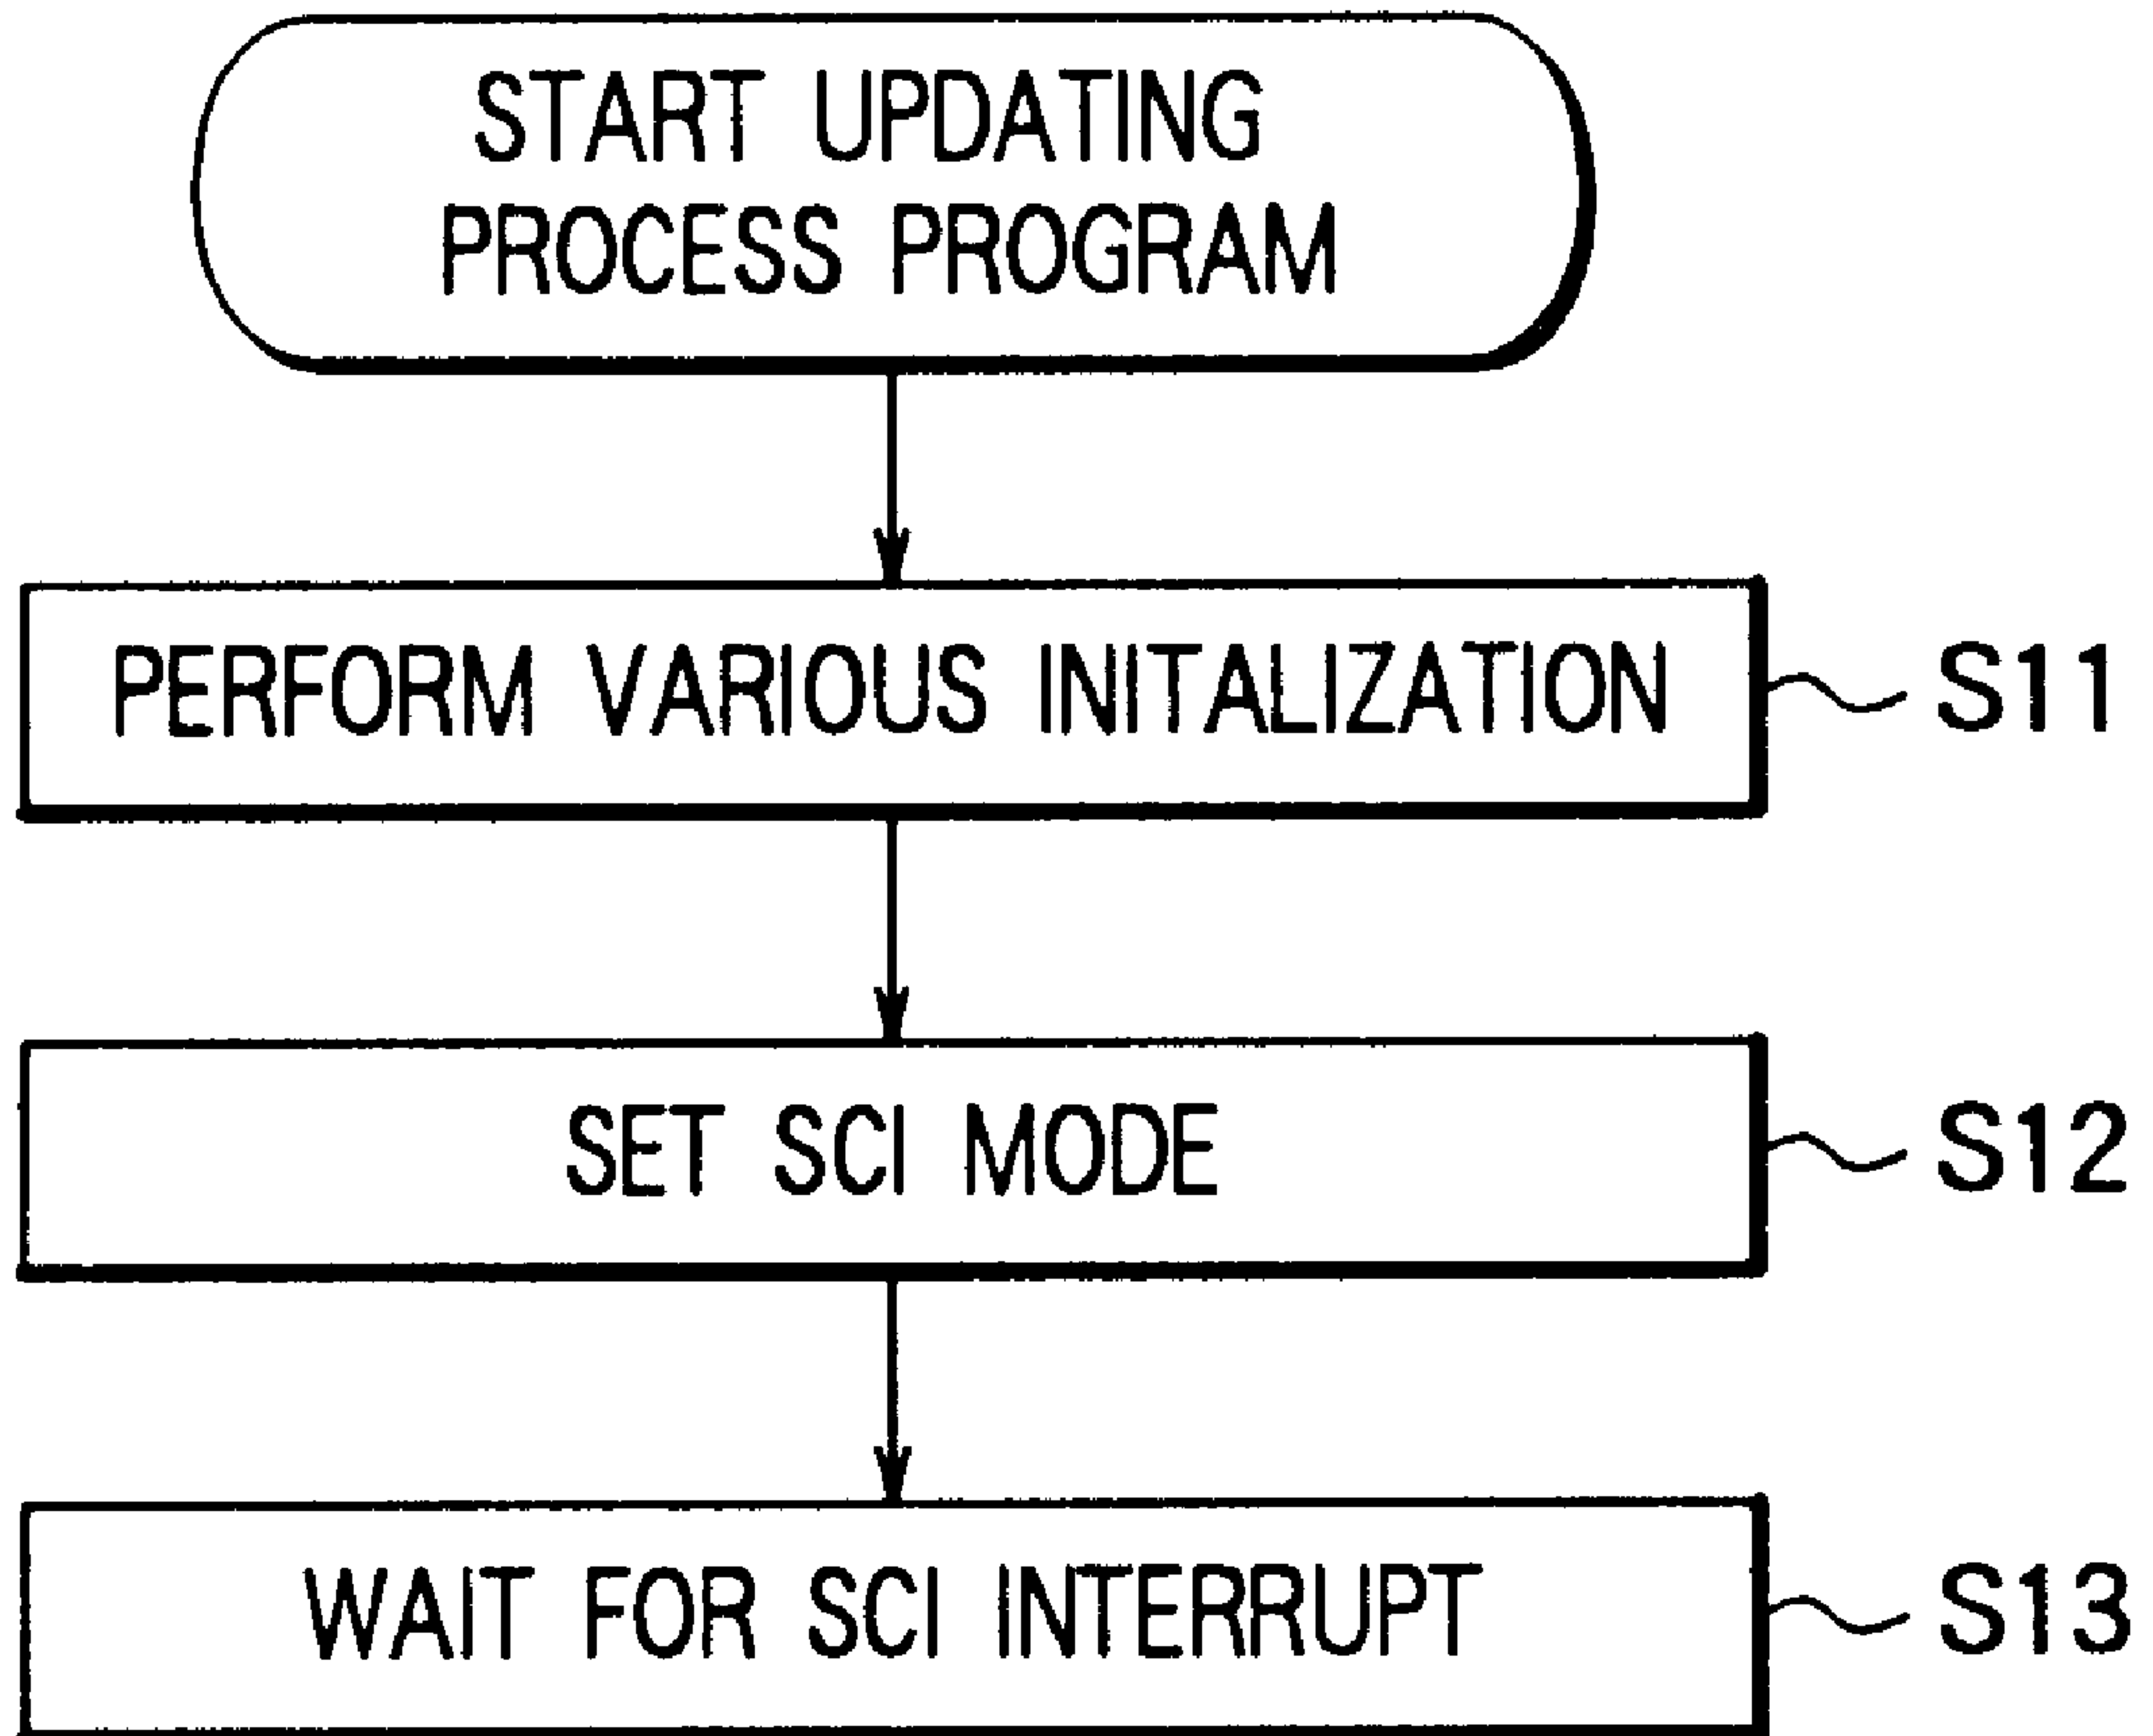 START UPDATING
PROCESS PROGRAM
PERFORM VARIOUS INITALIZATION S11
SET SCI MODE S12
WAIT FOR SCI INTERRUPT S13